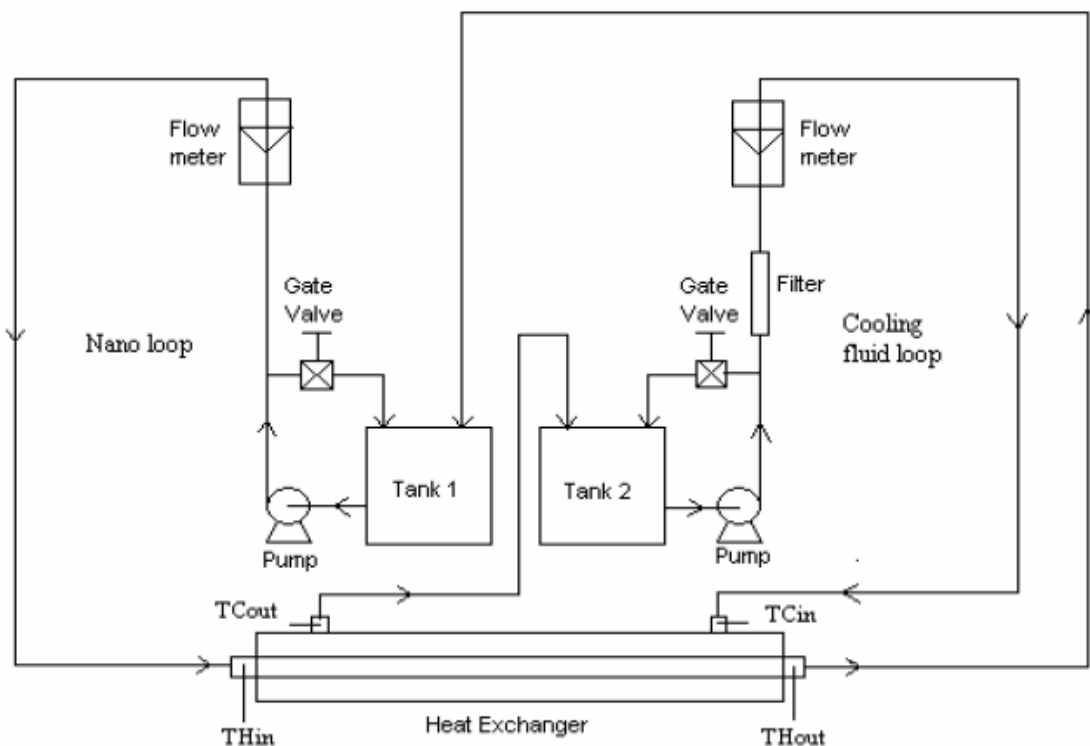 Flow
meter
Flow
meter
Gate
Valve
Gate
Valve
Filter
Nano loop
Cooling
fluid loop
Tank 1
Tank 2
Pump
Pump
TCout
TCin
THin
Heat Exchanger
THout